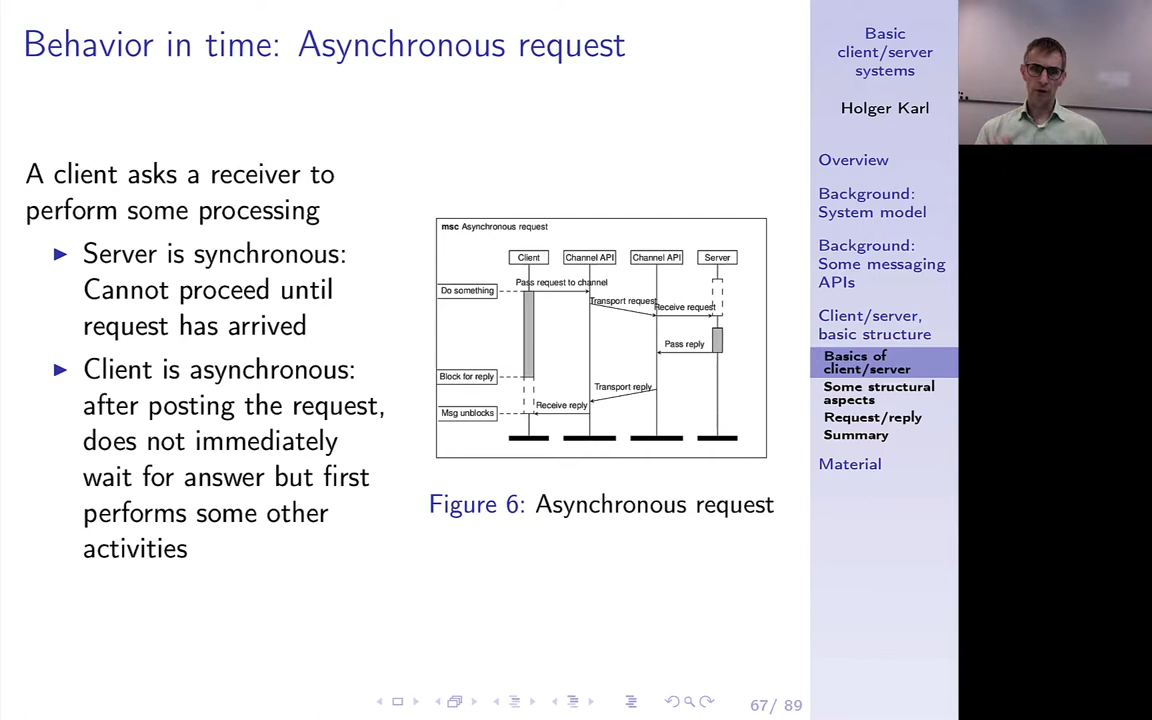 Behavior in time: Asynchronous request
A client asks a receiver to
perform some processing
Server is synchronous:
Cannot proceed until
request has arrived
Client is asynchronous:
after posting the request,
does not immediately
wait for answer but first
performs some other
activities
msc Asynchronous request
Client
Channel API
Channel API
Server
Pass request to channel
Do something
Transport request
Receive request
Pass reply
Block for reply
Transport reply
Receive reply
Msg unblocks
Figure 6: Asynchronous request
Basic
client/server
systems
Holger Karl
Overview
Background:
System model
Background:
Some messaging
APIs
Client/server,
basic structure
Basics of
client/server
Some structural
aspects
Request/reply
Summary
Material
67/ 89